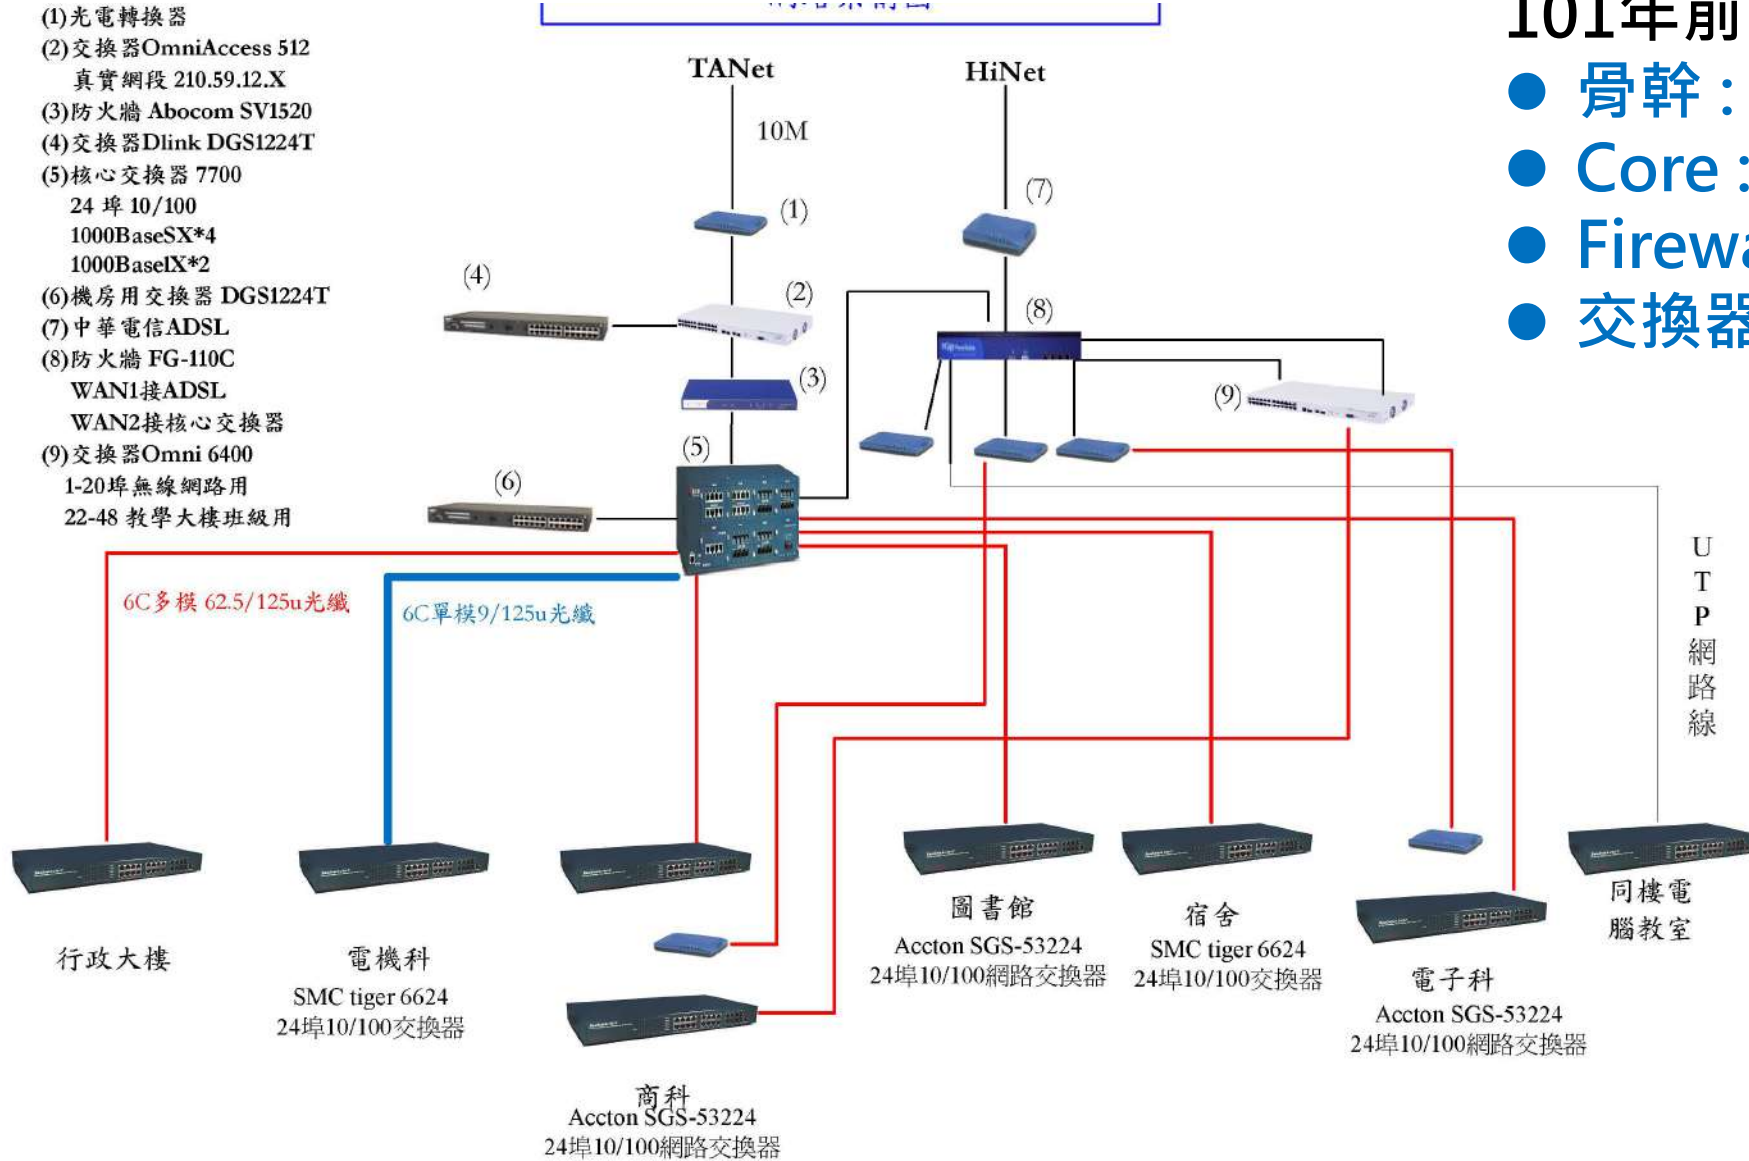 (1)光電轉換器
(2)交換器OmniAccess 512
真實網段 210.59.12.X
(3)防火牆 Abocom SV1520
(4)交換器Dlink DGS1224T
(5)核心交換器 7700
24 埠 10/100
1000BaseSX*4
1000BaselX*2
(6)機房用交換器 DGS1224T
(7)中華電信ADSL
(8)防火牆 FG-110C
WAN1接ADSL
WAN2接核心交換器
(9)交換器Omni 6400
1-20埠無線網路用
22-48 教學大樓班級用
TANet
HiNet
10M
(1)
(7)
(4)
(2)
(8)
(3)
(9)
(5)
(6)
101年前
● 骨幹 :
● Core :
● Firewa
● 交換器
6C多模 62.5/125u光纖
6C單模9/125u光纖
UTP網路線
行政大樓
電機科
SMC tiger 6624
24埠10/100交換器
商科
Accton SGS-53224
24埠10/100網路交換器
圖書館
Accton SGS-53224
24埠10/100網路交換器
宿舍
SMC tiger 6624
24埠10/100交換器
電子科
Accton SGS-53224
24埠10/100網路交換器
同樓電
腦教室